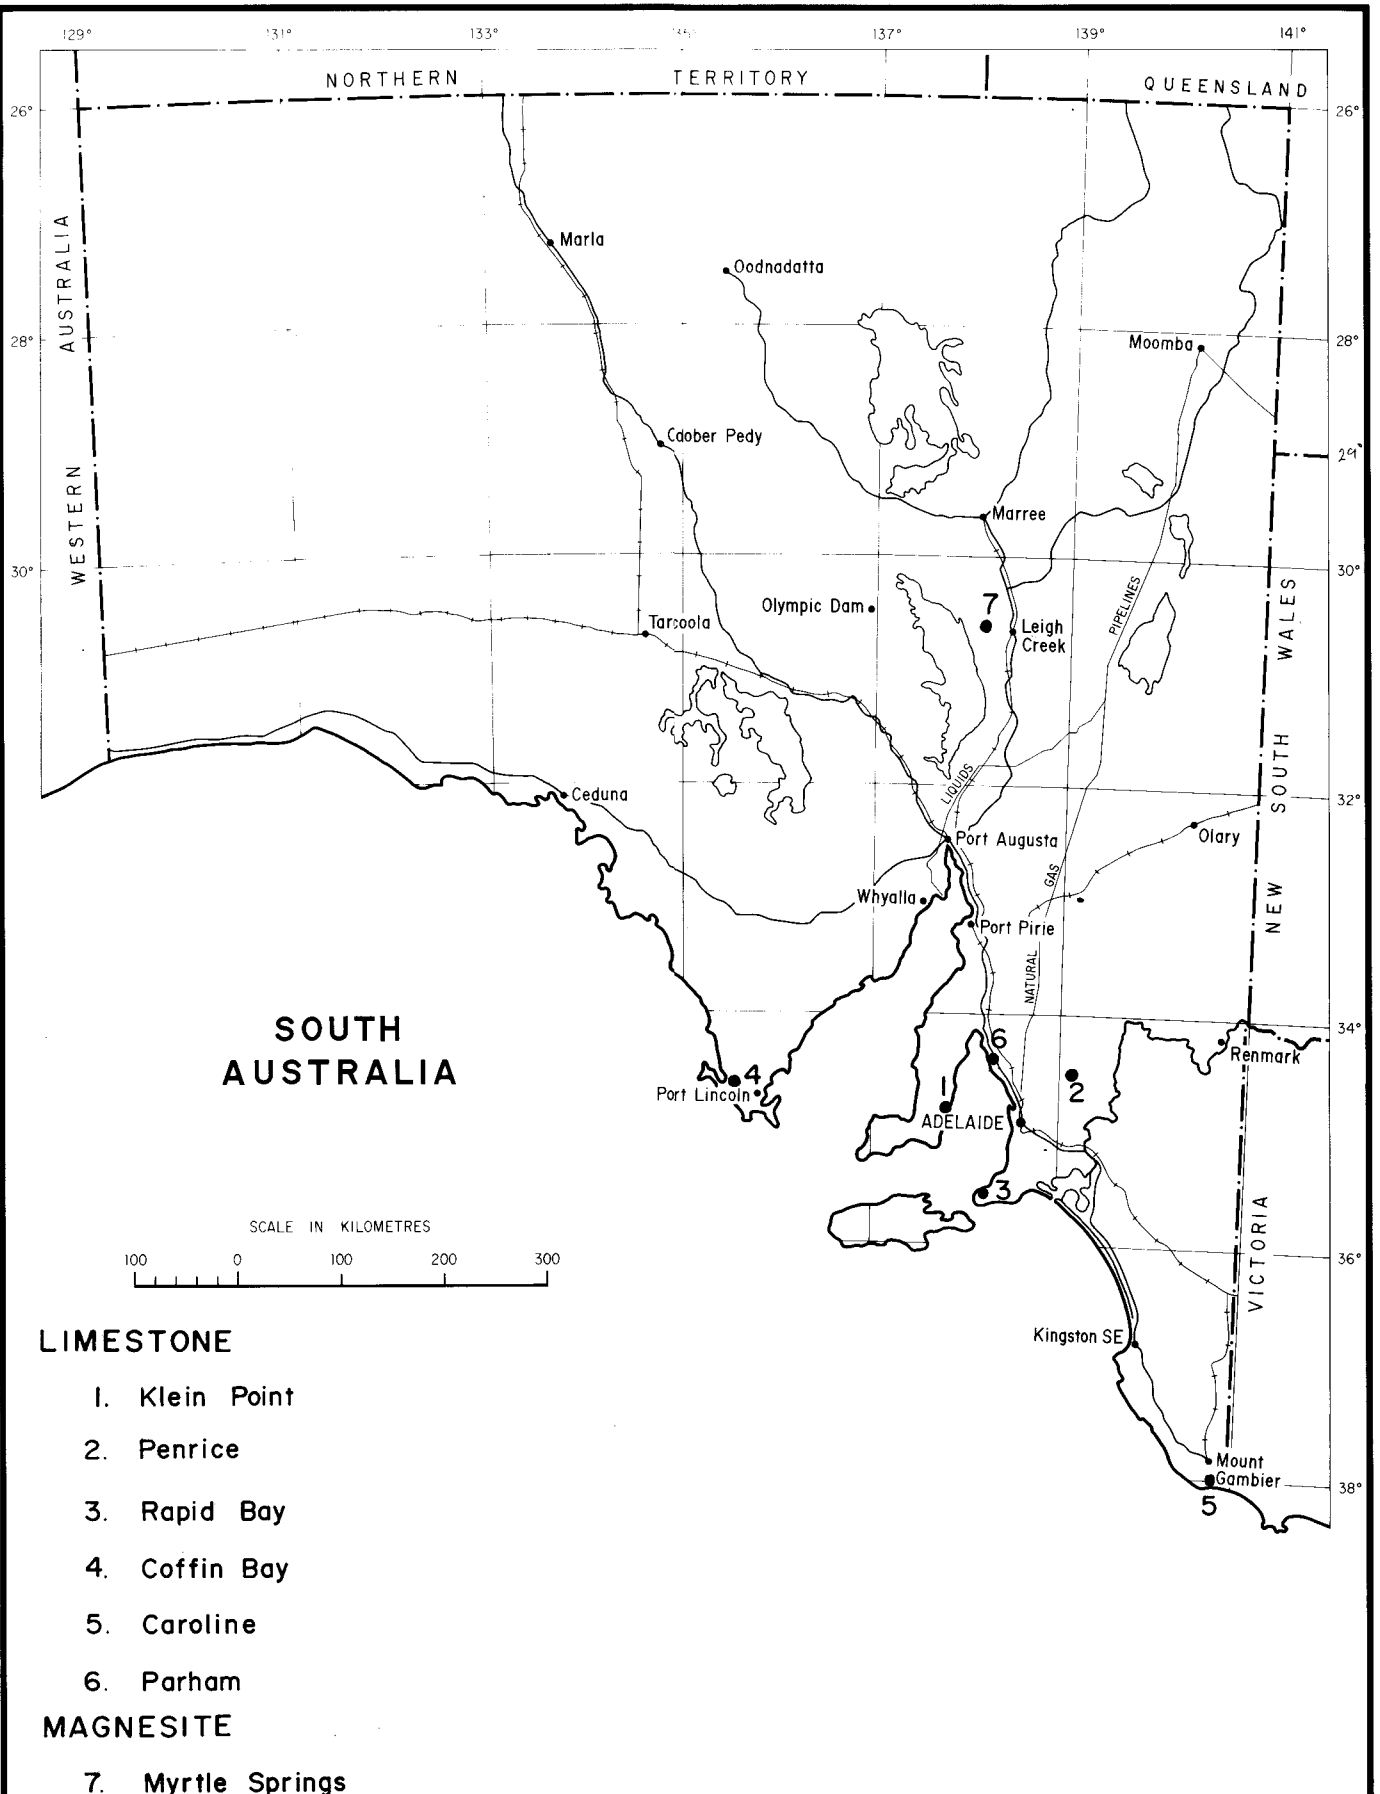 129° 131° 133° 135° 137° 139° 141°
NORTHERN TERRITORY QUEENSLAND
26° 26°
WESTERN AUSTRALIA
Marla
Oodnadatta
28° Moomba 28°
Coober Pedy
29°
Marree
30° 30°
PIPELINES
Olympic Dam
7
Tarcoola
Leigh
Creek
NEW SOUTH WALES
LIQUIDS
Ceduna
32°
Port Augusta
Olary
GAS
Whyalla
Port Pirie
NATURAL
SOUTH
AUSTRALIA
34°
6
Renmark
4
Port Lincoln
1
2
ADELAIDE
3
VICTORIA
SCALE IN KILOMETRES
100 0 100 200 300
36°
Kingston SE
Mount
Gambier
38°
5
LIMESTONE
1. Klein Point
2. Penrice
3. Rapid Bay
4. Coffin Bay
5. Caroline
6. Parham
MAGNESITE
7. Myrtle Springs